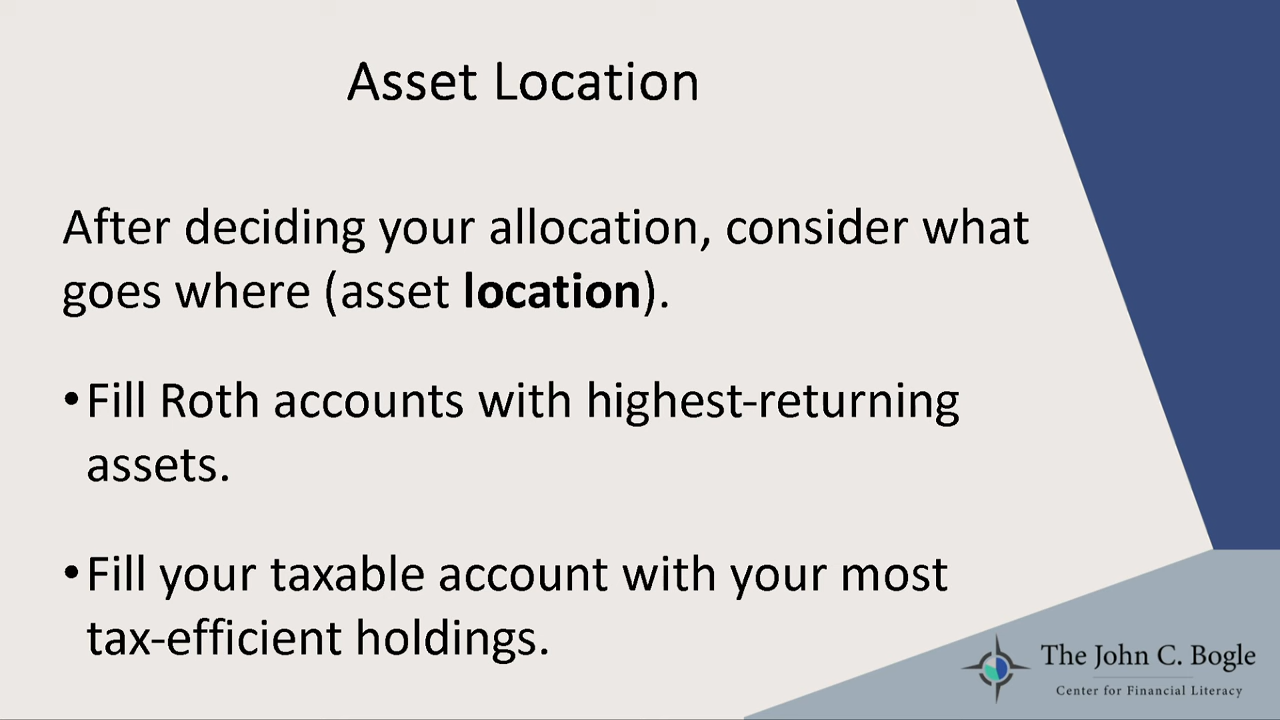 Asset Location
After deciding your allocation, consider what
goes where (asset location).
•Fill Roth accounts with highest-returning
assets.
•Fill your taxable account with your most
tax-efficient holdings.
The John C. Bogle
Center for Financial Literacy